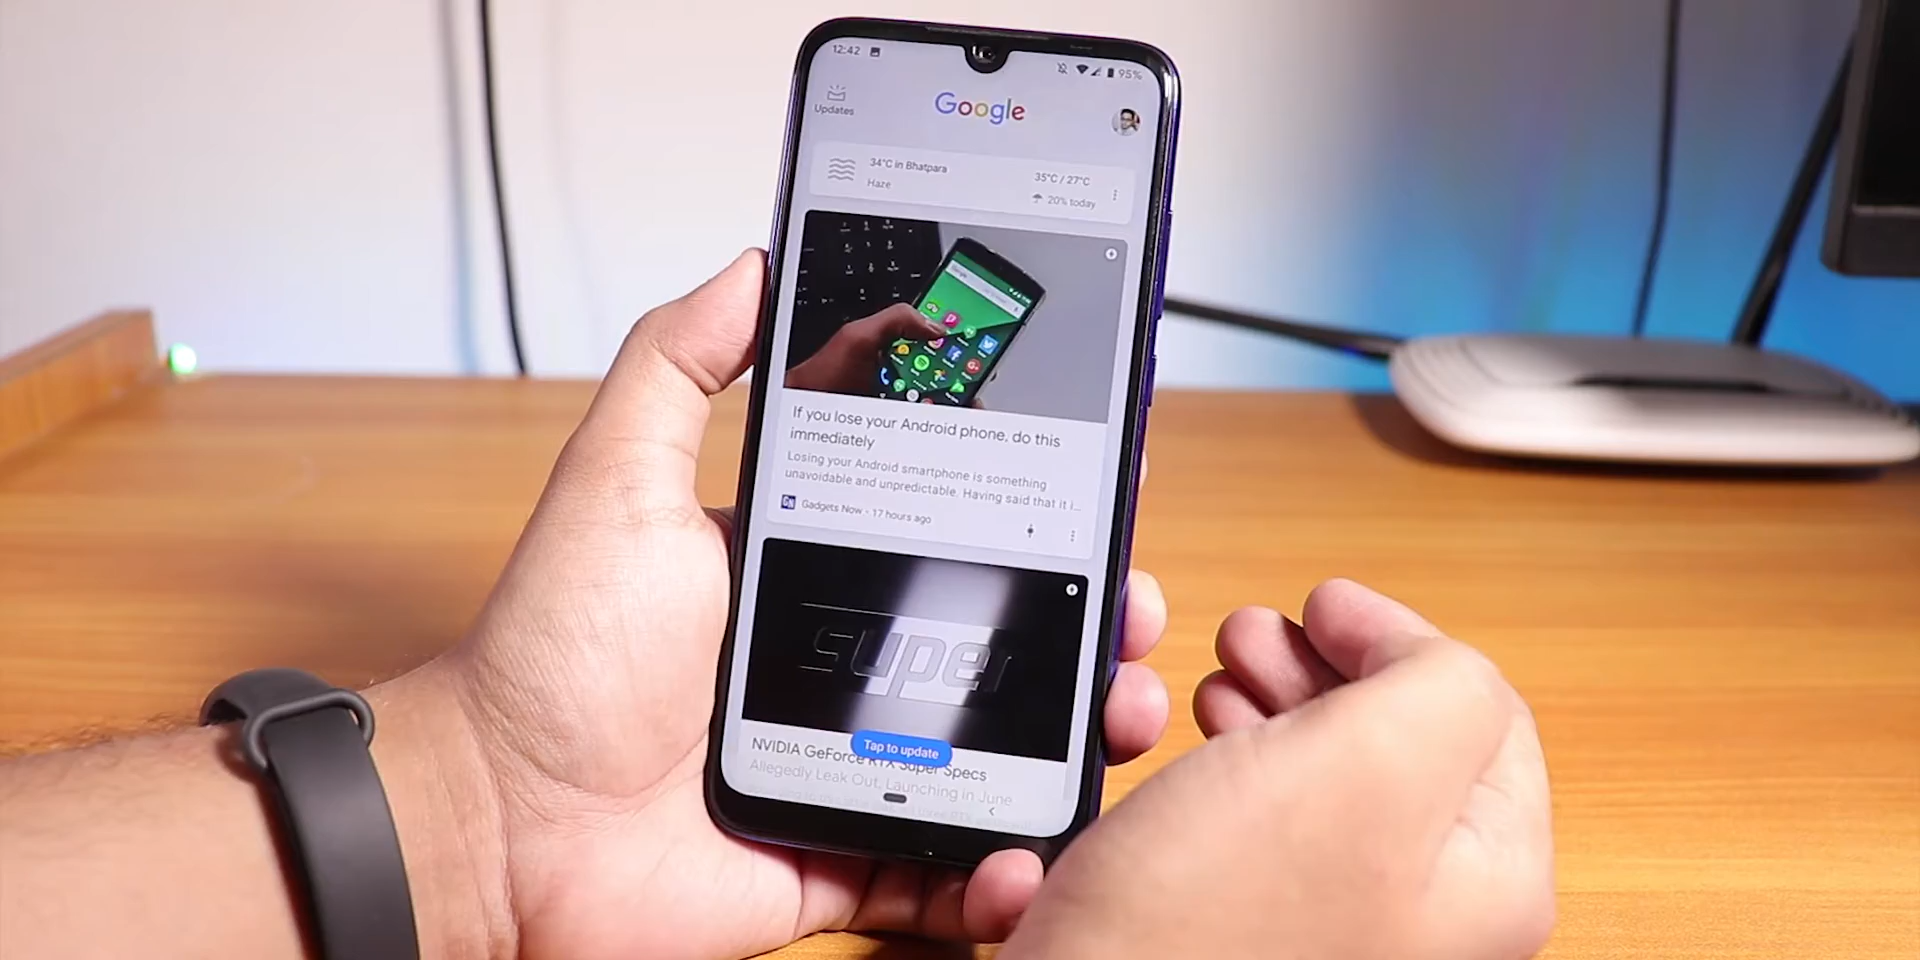 12:42
95%
Updates
Google
34°C in Bhatpara
35°C / 27°C
Haze
20% today
If you lose your Android phone, do this
immediately
Losing your Android smartphone is something
unavoidable and unpredictable. Having said that it i...
GN
Gadgets Now - 17 hours ago
super
Tap to update
NVIDIA GeForce RTX Super Specs
Allegedly Leak Out, Launching in June